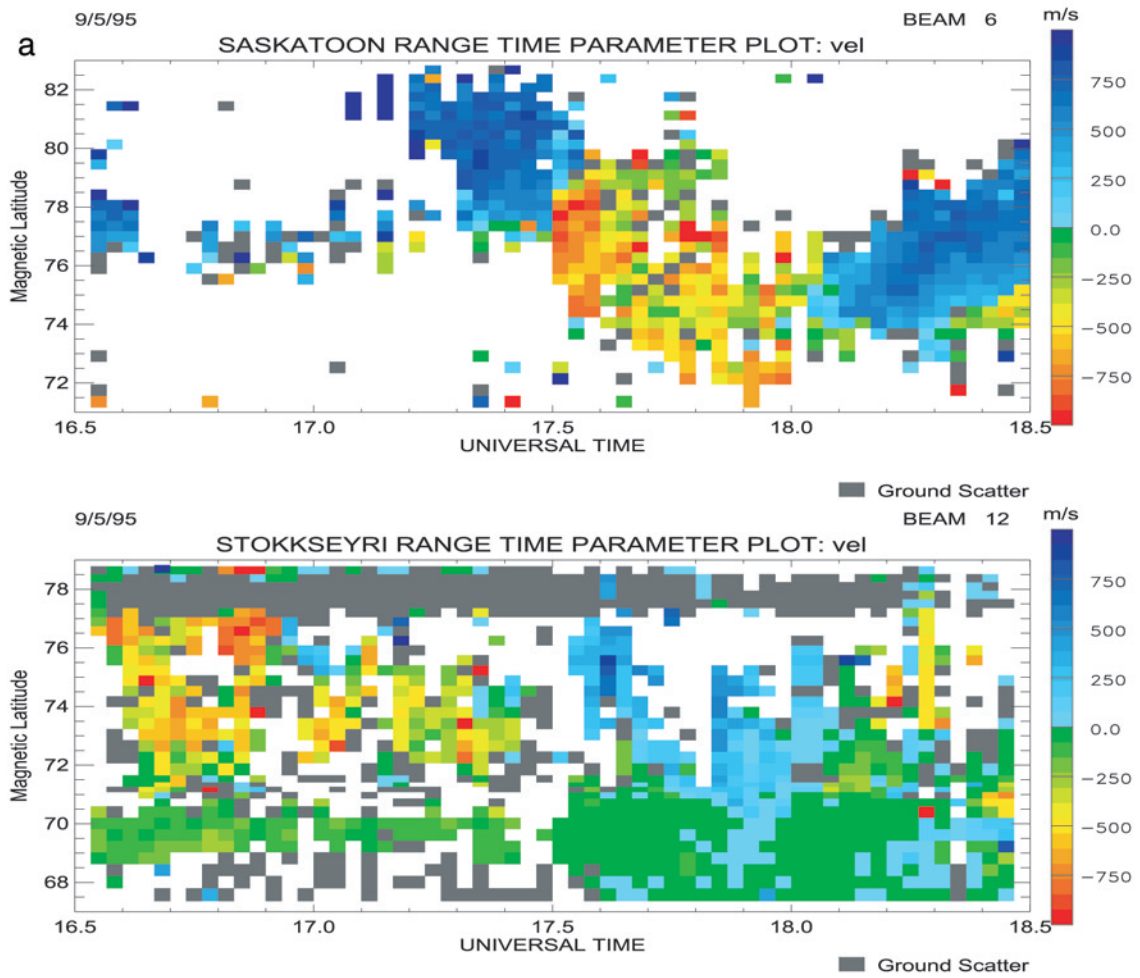 9/5/95
BEAM 6
m/s
a
SASKATOON RANGE TIME PARAMETER PLOT: vel
82
80
78
76
74
72
Magnetic Latitude
16.5
17.0
17.5
18.0
18.5
UNIVERSAL TIME
750
500
250
0.0
−250
−500
−750
Ground Scatter
9/5/95
BEAM 12
m/s
STOKKSEYRI RANGE TIME PARAMETER PLOT: vel
78
76
74
72
70
68
Magnetic Latitude
16.5
17.0
17.5
18.0
18.5
UNIVERSAL TIME
750
500
250
0.0
−250
−500
−750
Ground Scatter